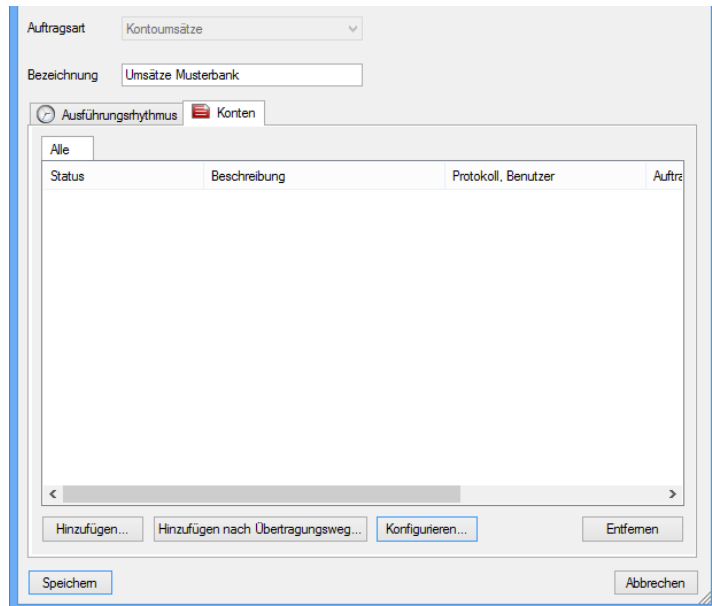 Auftragsart Kontoumsätze
Bezeichnung Umsätze Musterbank
Ausführungsrhythmus Konten
Alle
Status Beschreibung Protokoll, Benutzer Auftra
Hinzufügen... Hinzufügen nach Übertragungsweg... Konfigurieren... Entfernen
Speichern Abbrechen